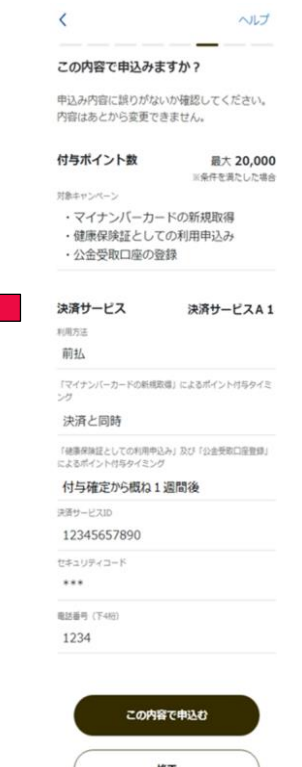 ヘルプ
この内容で申込みますか？
申込み内容に誤りがないか確認してください。
内容はあとから変更できません。
付与ポイント数
最大 20,000
※条件を満たした場合
対象キャンペーン
・マイナンバーカードの新規取得
・健康保険証としての利用申込み
・公金受取口座の登録
決済サービス
決済サービスA 1
利用方法
前払
「マイナンバーカードの新規取得」によるポイント付与タイミ
ング
決済と同時
「健康保険証としての利用申込み」及び「公金受取口座登録」
によるポイント付与タイミング
付与確定から概ね１週間後
決済サービスID
12345657890
セキュリティコード
***
電話番号（下4桁）
1234
この内容で申込む